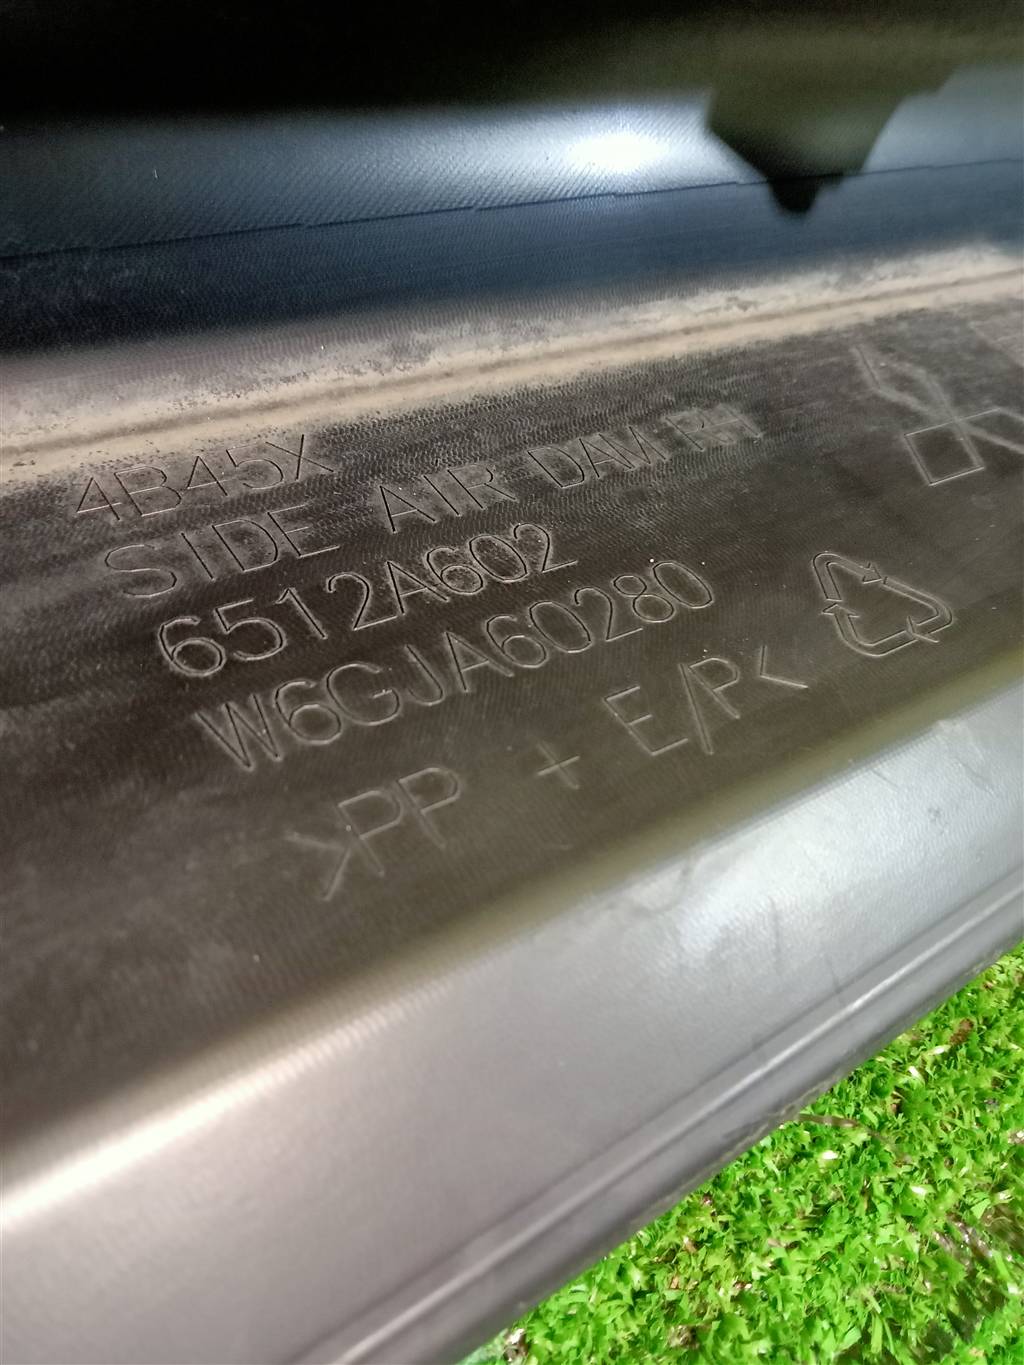 4B45X
SIDE AIR DAM RH
6512A602
W6GJA60280
>PP + E/P<